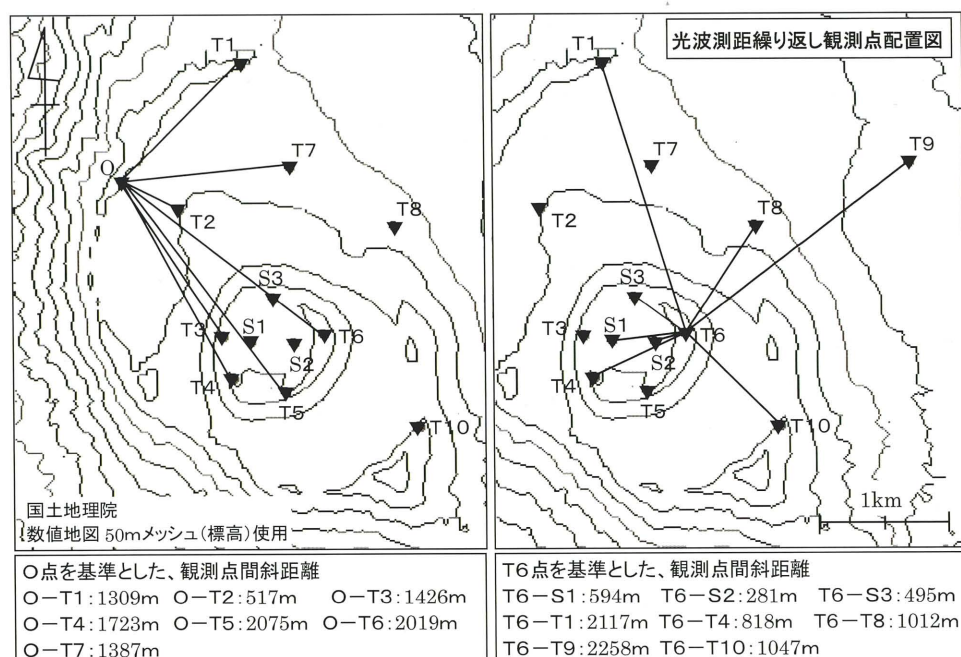 光波測距繰り返し観測点配置図
T1
O
T7
T2
T8
S3
T3
S1
T6
S2
T4
T5
T10
国土地理院
数値地図 50mメッシュ(標高)使用
T1
T7
T9
T2
T8
S3
T3
S1
T6
S2
T4
T5
T10
1km
O点を基準とした、観測点間斜距離
O-T1:1309m O-T2:517m O-T3:1426m
O-T4:1723m O-T5:2075m O-T6:2019m
O-T7:1387m
T6点を基準とした、観測点間斜距離
T6-S1:594m T6-S2:281m T6-S3:495m
T6-T1:2117m T6-T4:818m T6-T8:1012m
T6-T9:2258m T6-T10:1047m